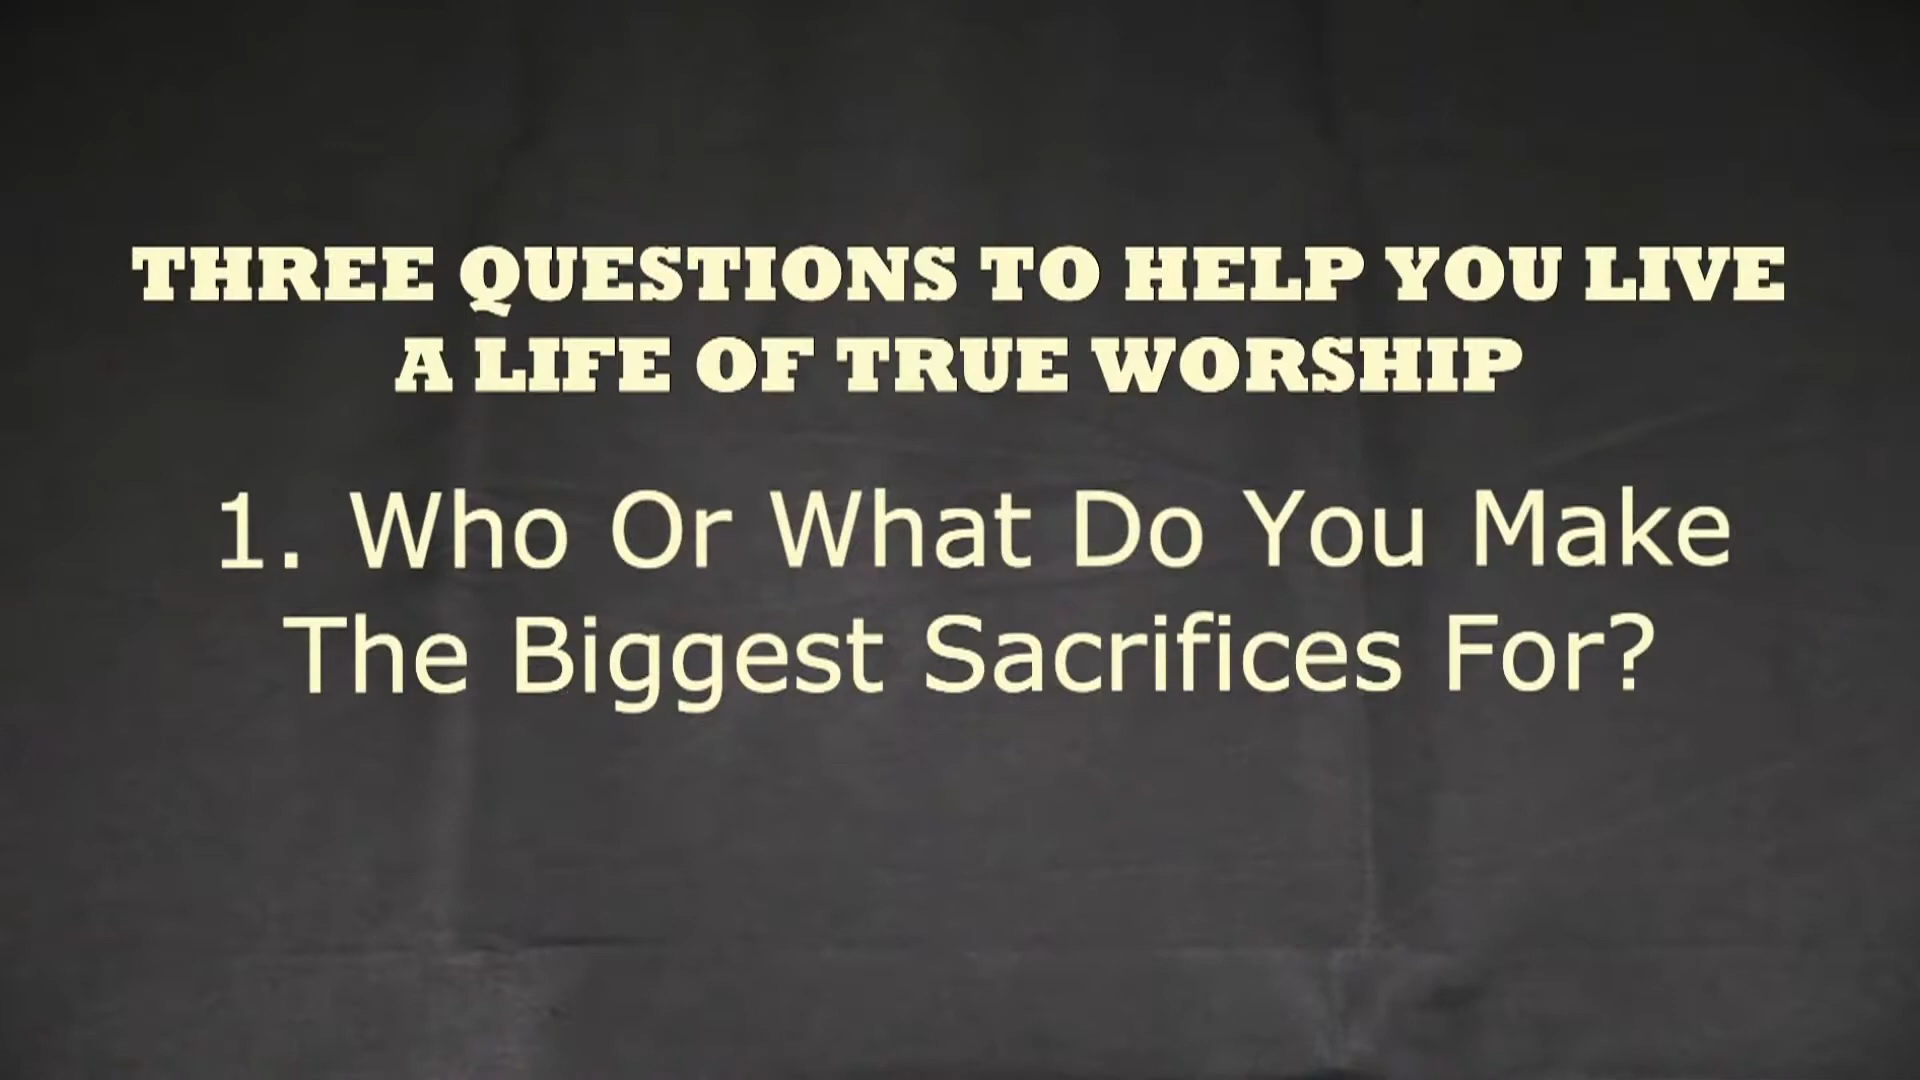 THREE QUESTIONS TO HELP YOU LIVE
A LIFE OF TRUE WORSHIP
1. Who Or What Do You Make
The Biggest Sacrifices For?